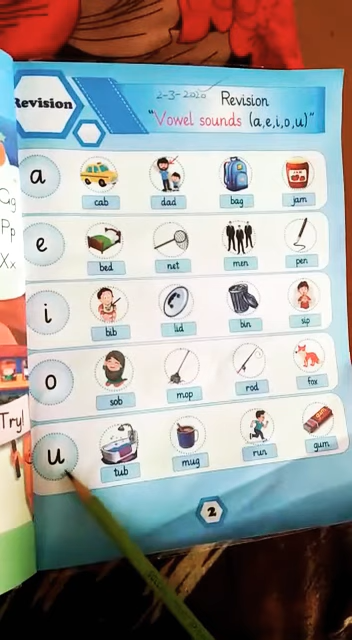 Revision
2-3-2020 Revision
"Vowel sounds (a,e,i,o,u)"
a
cab dad bag jam
Gg
Pp
Xx
e
bed net men pen
i
bib lid bin sip
o
sob mop rod fox
Try!
u
tub mug run gum
2